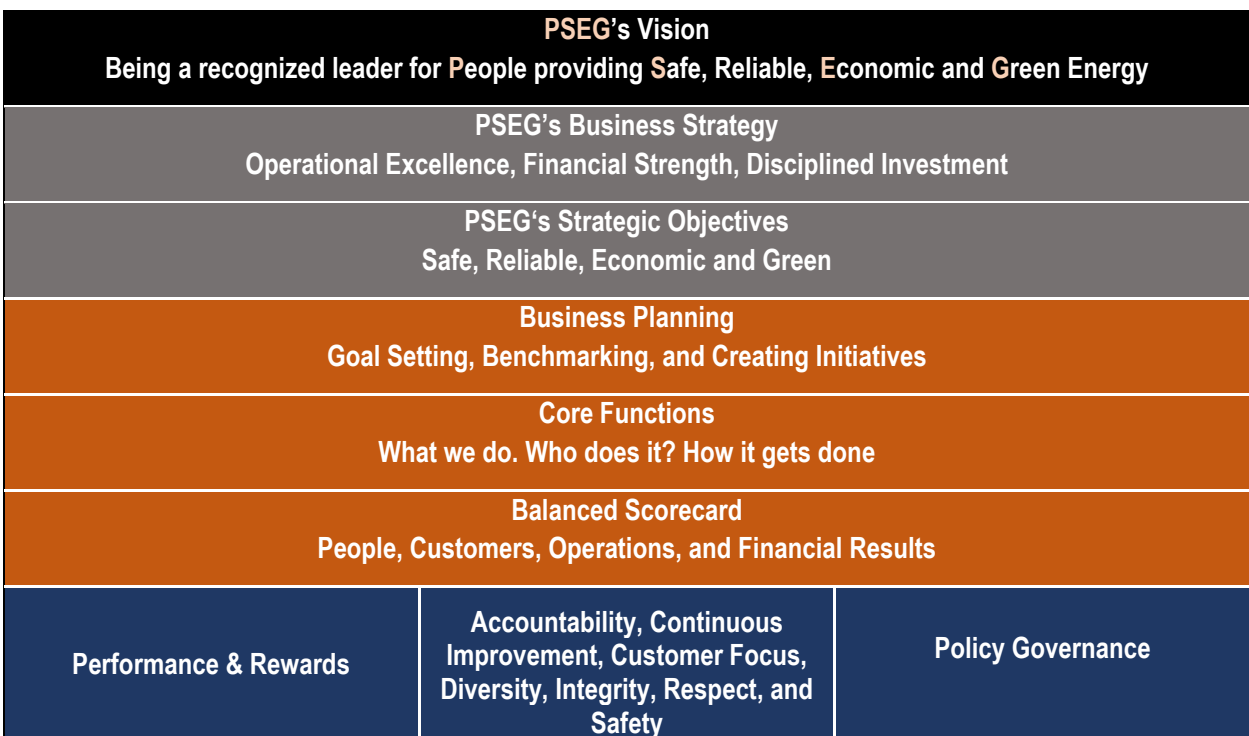 PSEG's Vision
Being a recognized leader for People providing Safe, Reliable, Economic and Green Energy
PSEG’s Business Strategy
Operational Excellence, Financial Strength, Disciplined Investment
PSEG‘s Strategic Objectives
Safe, Reliable, Economic and Green
Business Planning
Goal Setting, Benchmarking, and Creating Initiatives
Core Functions
What we do. Who does it? How it gets done
Balanced Scorecard
People, Customers, Operations, and Financial Results
Performance & Rewards
Accountability, Continuous
Improvement, Customer Focus,
Diversity, Integrity, Respect, and
Safety
Policy Governance